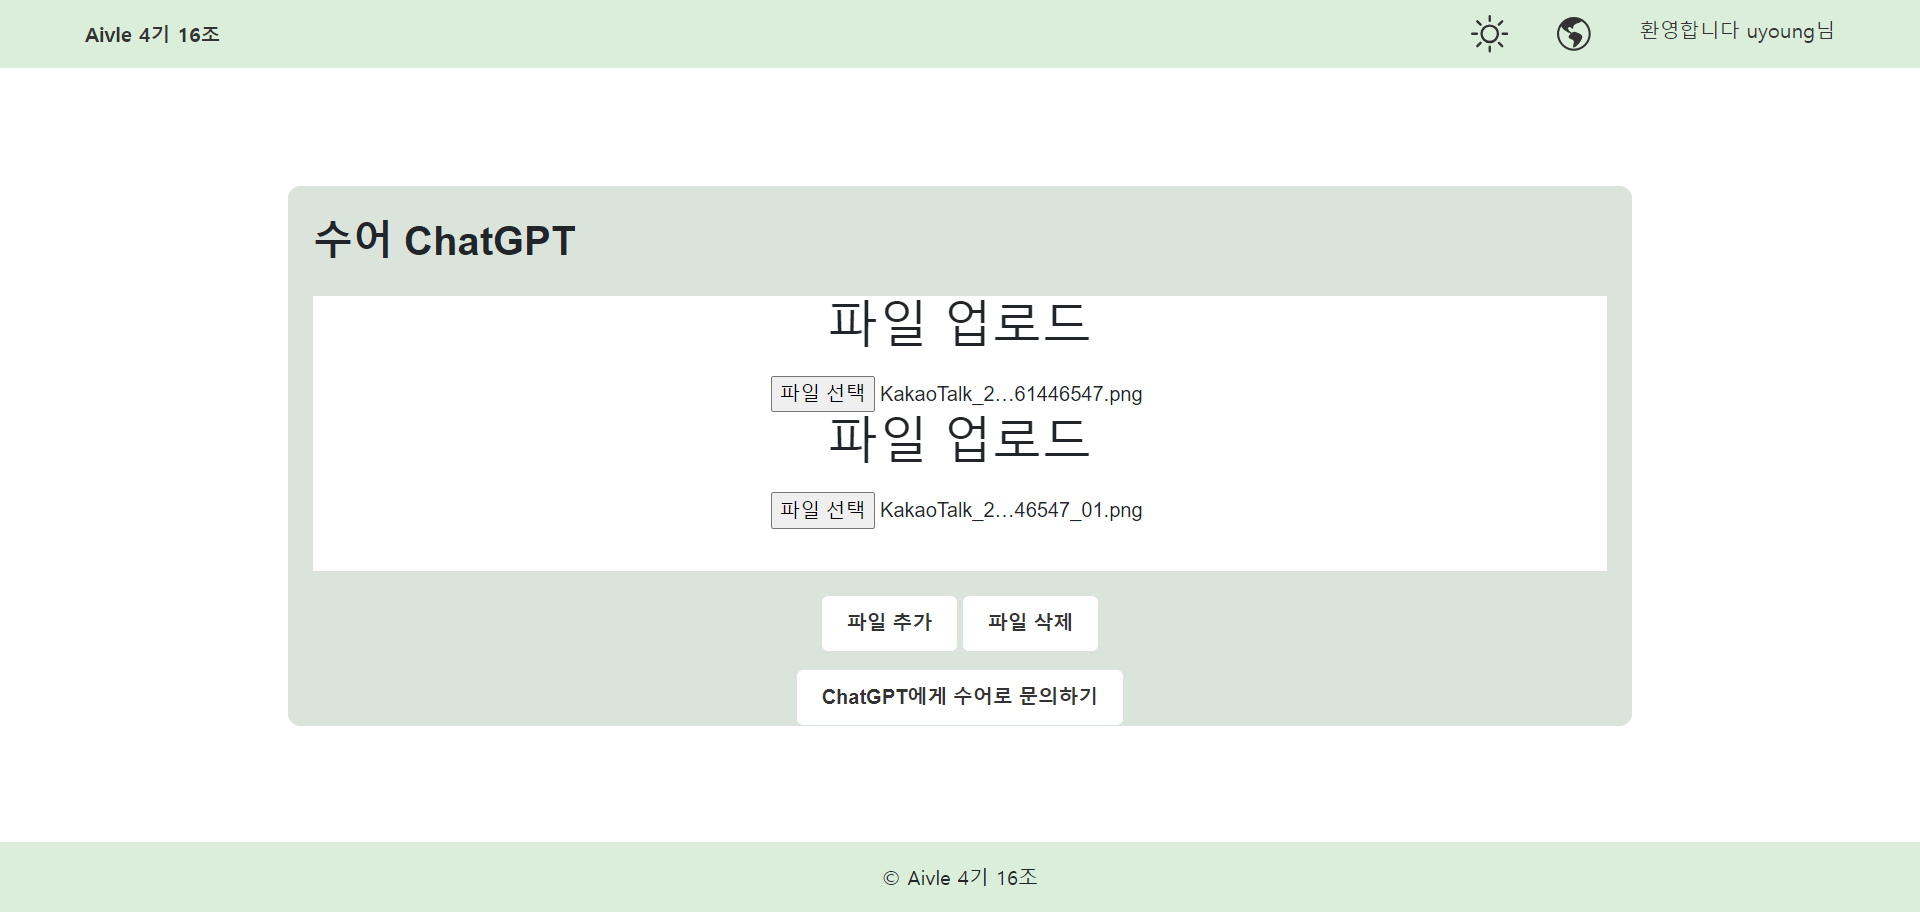 Aivle 4기 16조
환영합니다 uyoung님
수어 ChatGPT
파일 업로드
파일 선택 KakaoTalk_2...61446547.png
파일 업로드
파일 선택 KakaoTalk_2...46547_01.png
파일 추가 파일 삭제
ChatGPT에게 수어로 문의하기
© Aivle 4기 16조